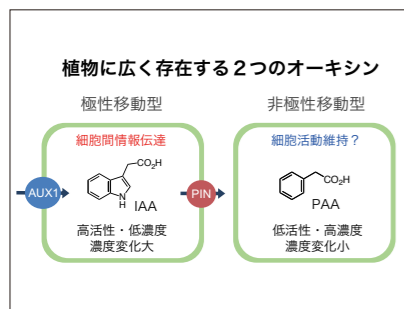 植物に広く存在する２つのオーキシン
極性移動型
非極性移動型
細胞間情報伝達
細胞活動維持？
CO₂H
CO₂H
AUX1
PIN
N
H
IAA
PAA
高活性・低濃度
濃度変化大
低活性・高濃度
濃度変化小